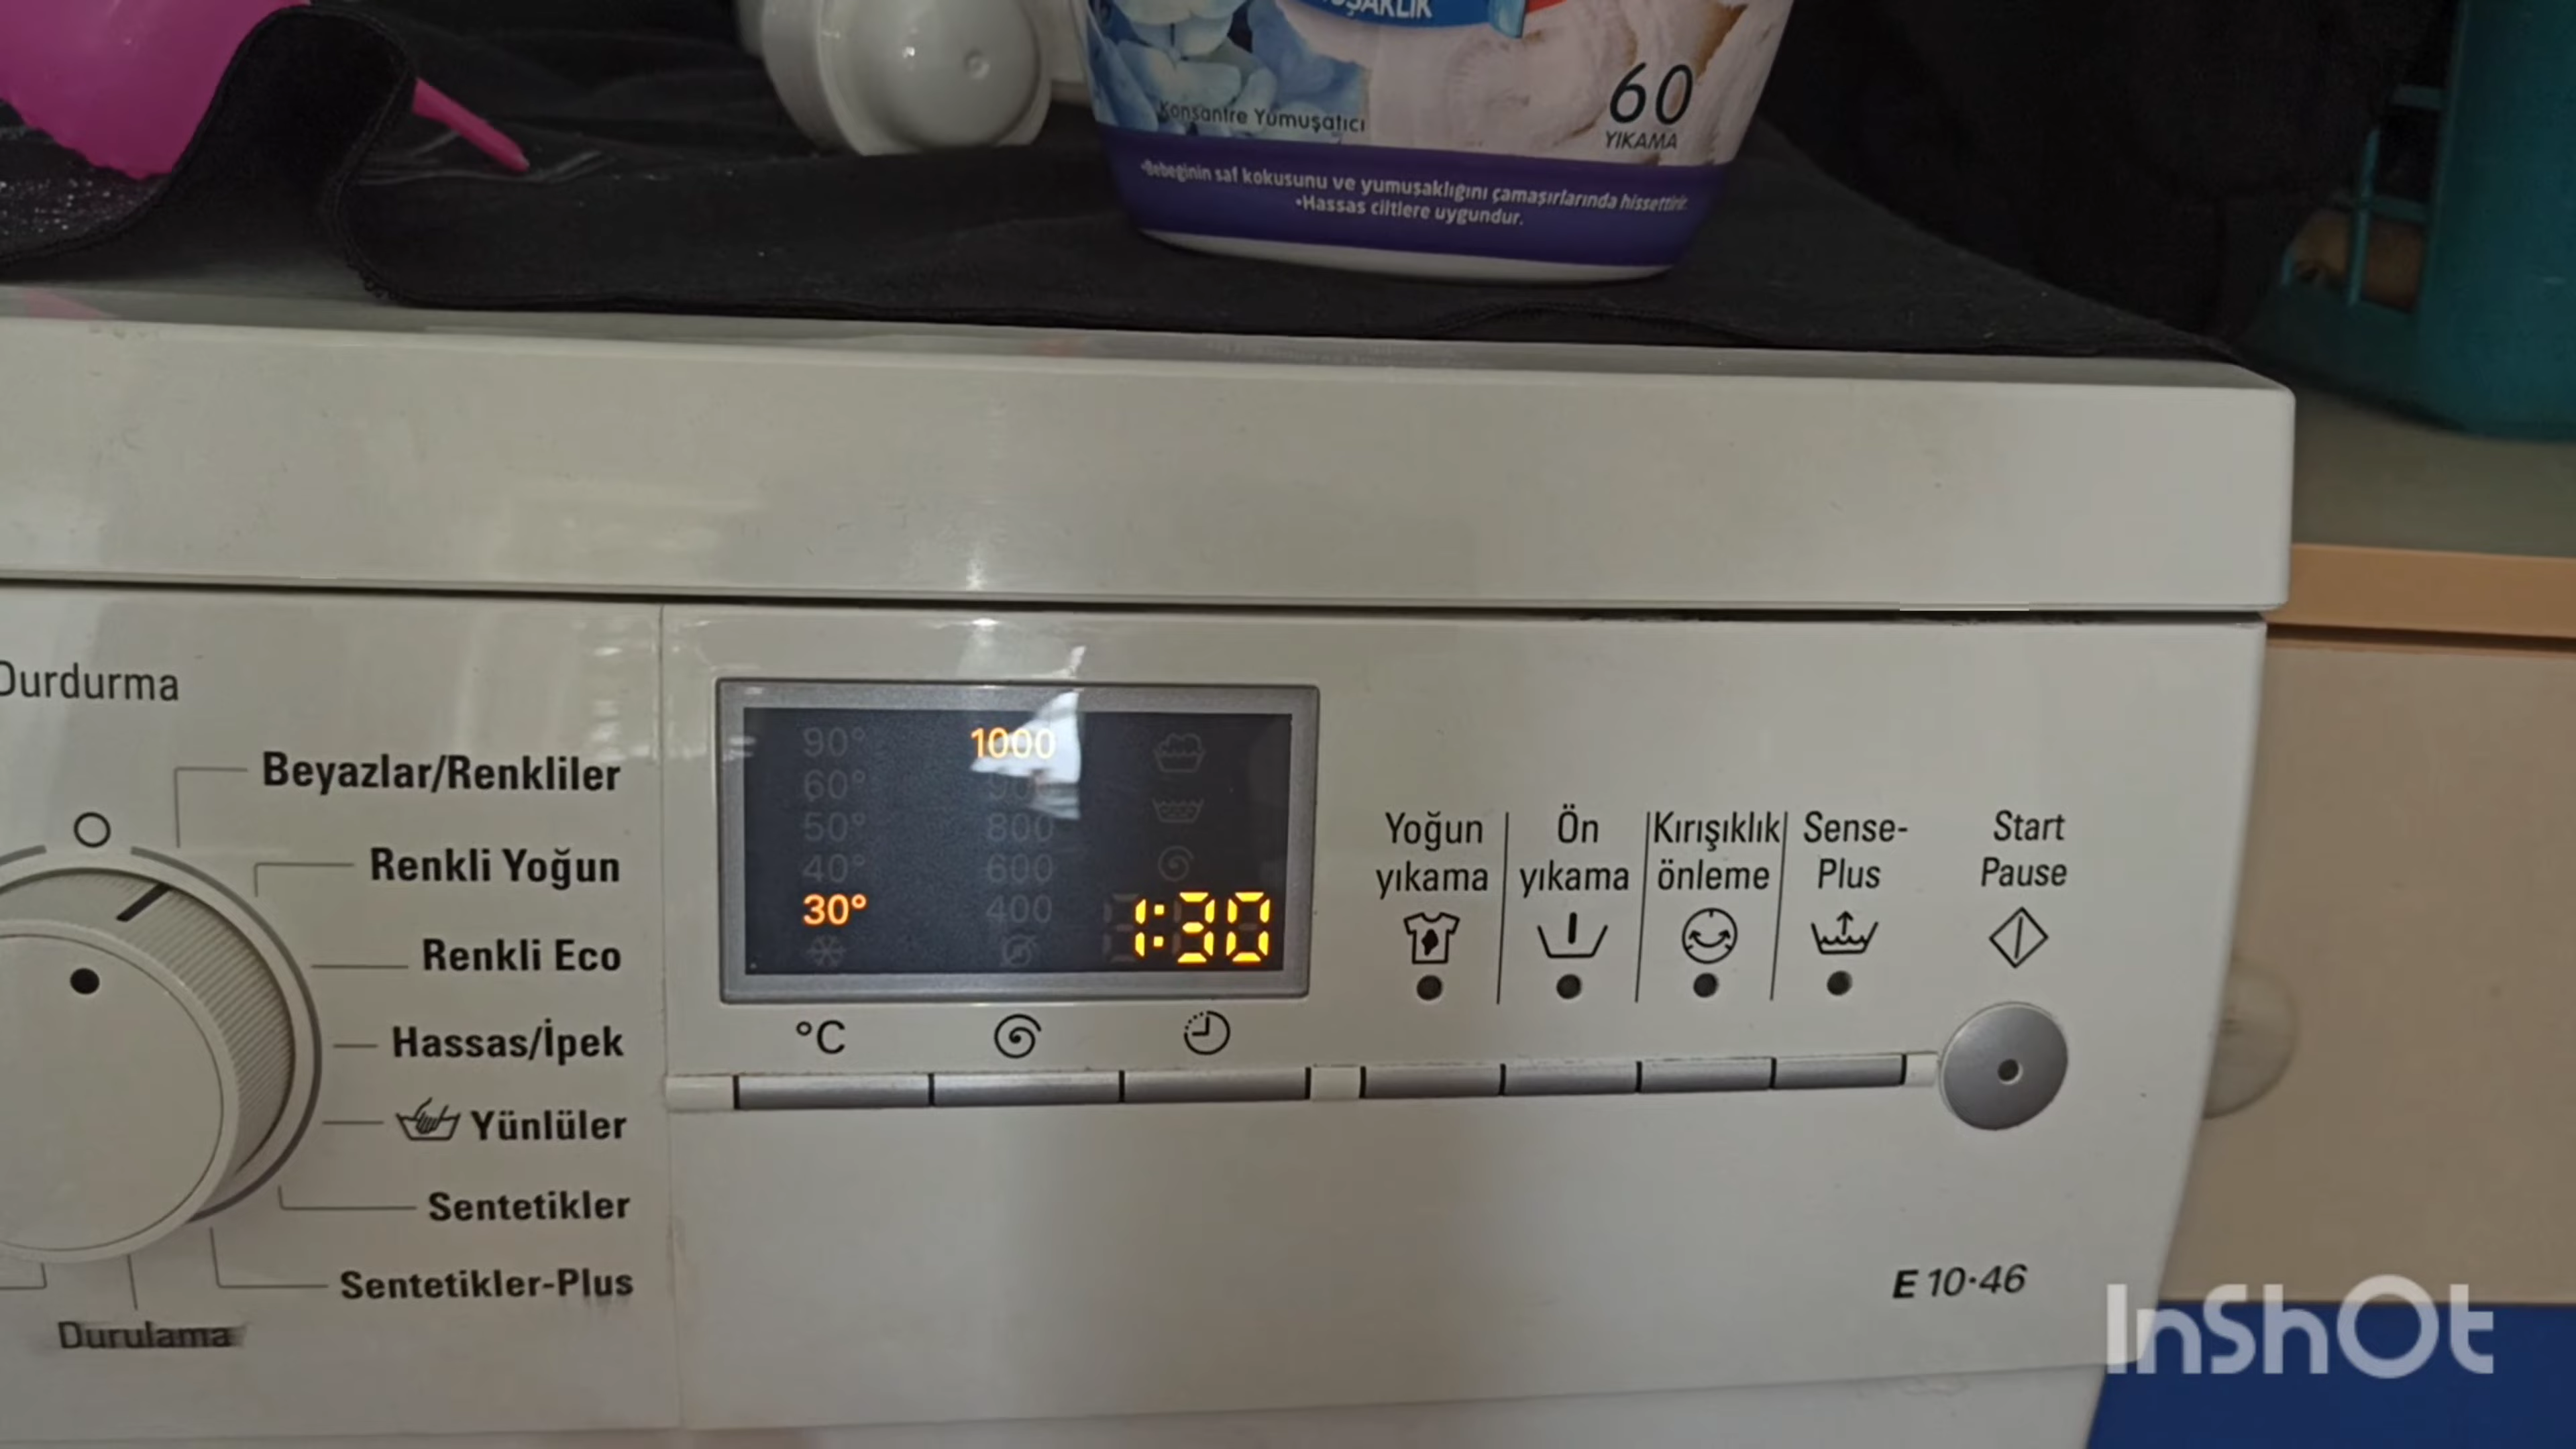 60
YIKAMA
Konsantre Yumuşatıcı
•Bebeğinin saf kokusunu ve yumuşaklığını çamaşırlarında hissettirir.
•Hassas ciltlere uygundur.
Durdurma
Beyazlar/Renkliler
Renkli Yoğun
Renkli Eco
Hassas/İpek
Yünlüler
Sentetikler
Sentetikler-Plus
Durulama
90° 1000
60° 900
50° 800
40° 600
30° 400 1:30
°C
Yoğun yıkama
Ön yıkama
Kırışıklık önleme
Sense-Plus
Start Pause
E 10·46
InShOt